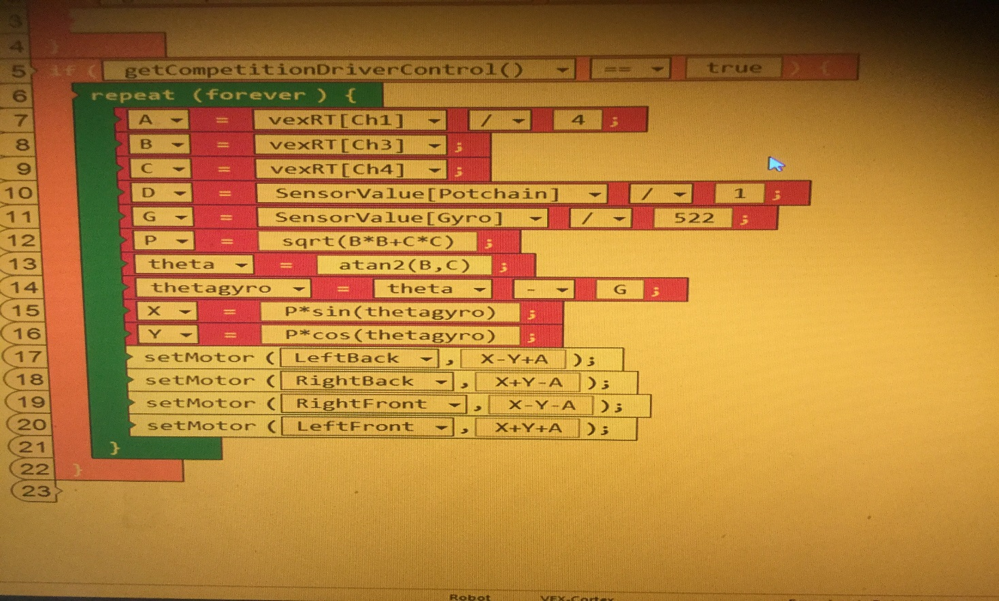 3
4 }
5 if ( getCompetitionDriverControl() == true ) {
6 repeat (forever ) {
7 A = vexRT[Ch1] / 4 ;
8 B = vexRT[Ch3] ;
9 C = vexRT[Ch4] ;
10 D = SensorValue[Potchain] / 1 ;
11 G = SensorValue[Gyro] / 522 ;
12 P = sqrt(B*B+C*C) ;
13 theta = atan2(B,C) ;
14 thetagyro = theta - G ;
15 X = P*sin(thetagyro) ;
16 Y = P*cos(thetagyro) ;
17 setMotor ( LeftBack , X-Y+A );
18 setMotor ( RightBack , X+Y-A );
19 setMotor ( RightFront , X-Y-A );
20 setMotor ( LeftFront , X+Y+A );
21 }
22 }
23
Robot VEX-Cortex